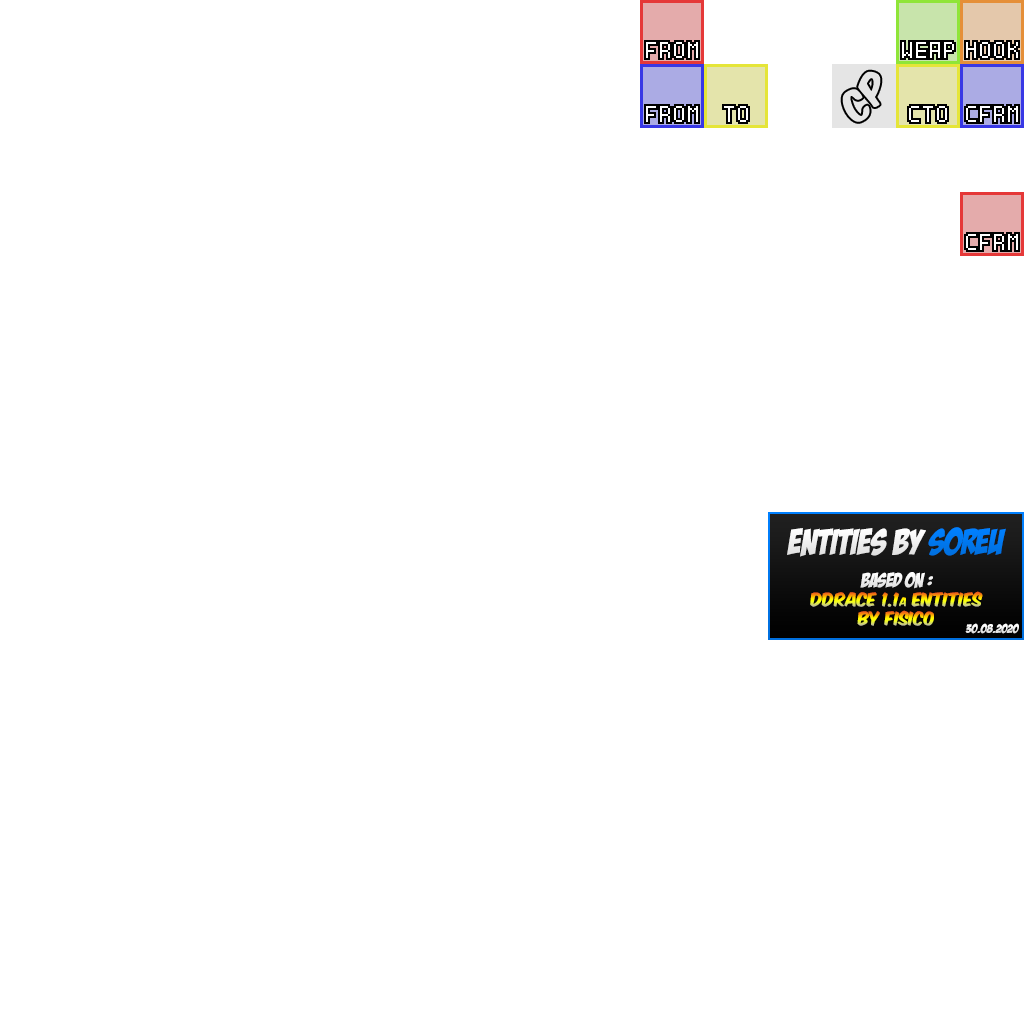 FROM
WEAP
HOOK
FROM
TO
CP
CTO
CFRM
CFRM
ENTITIES BY SOREU
BASED ON :
DDRACE 1.1A ENTITIES
BY FISICO
30.08.2020